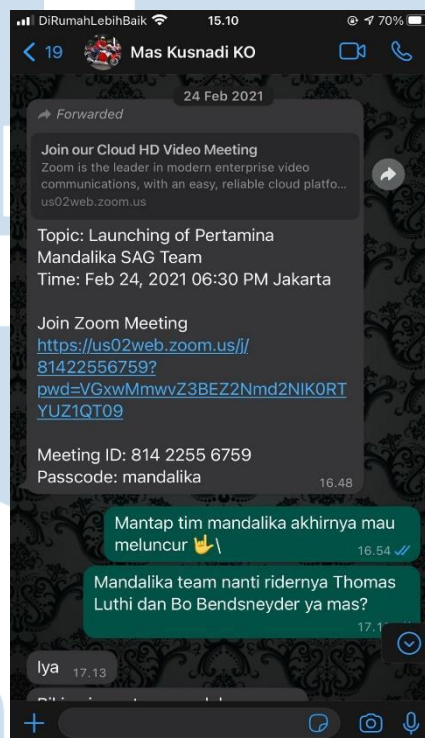 DiRumahLebihBaik 15.10 70%
19 Mas Kusnadi KO
24 Feb 2021
Forwarded
Join our Cloud HD Video Meeting
Zoom is the leader in modern enterprise video
communications, with an easy, reliable cloud platfo...
us02web.zoom.us
Topic: Launching of Pertamina
Mandalika SAG Team
Time: Feb 24, 2021 06:30 PM Jakarta
Join Zoom Meeting
https://us02web.zoom.us/j/
81422556759?
pwd=VGxwMmwvZ3BEZ2Nmd2NIK0RT
YUZ1QT09
Meeting ID: 814 2255 6759
Passcode: mandalika
16.48
Mantap tim mandalika akhirnya mau
meluncur 🤟\
16.54
Mandalika team nanti ridernya Thomas
Luthi dan Bo Bendsneyder ya mas?
Iya 17.13